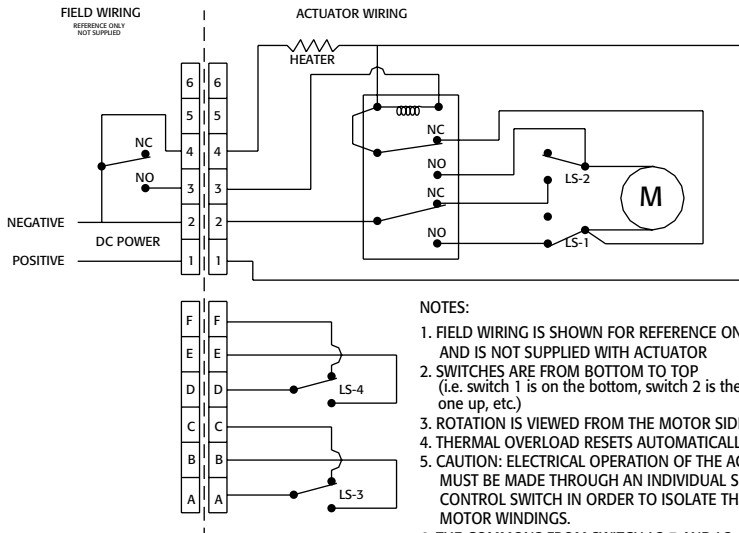 FIELD WIRING
REFERENCE ONLY
NOT SUPPLIED
ACTUATOR WIRING
HEATER
6 6
5 5
4 4
3 3
2 2
1 1
NC
NO
NEGATIVE
DC POWER
POSITIVE
NC
NO
NC
NO
LS-2
LS-1
M
F F
E E
D D
C C
B B
A A
LS-4
LS-3
NOTES:
1. FIELD WIRING IS SHOWN FOR REFERENCE ON
AND IS NOT SUPPLIED WITH ACTUATOR
2. SWITCHES ARE FROM BOTTOM TO TOP
(i.e. switch 1 is on the bottom, switch 2 is the
one up, etc.)
3. ROTATION IS VIEWED FROM THE MOTOR SID
4. THERMAL OVERLOAD RESETS AUTOMATICALL
5. CAUTION: ELECTRICAL OPERATION OF THE AC
MUST BE MADE THROUGH AN INDIVIDUAL S
CONTROL SWITCH IN ORDER TO ISOLATE TH
MOTOR WINDINGS.